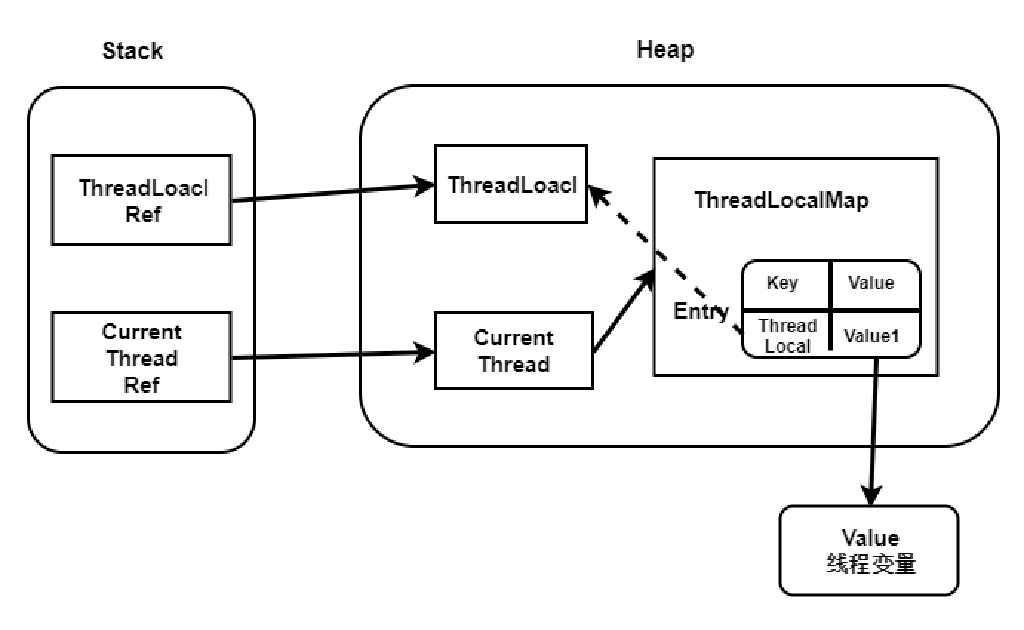 Stack
Heap
ThreadLoacl
Ref
ThreadLoacl
ThreadLocalMap
Current
Thread
Ref
Current
Thread
Entry
Key
Value
Thread
Local
Value1
Value
线程变量